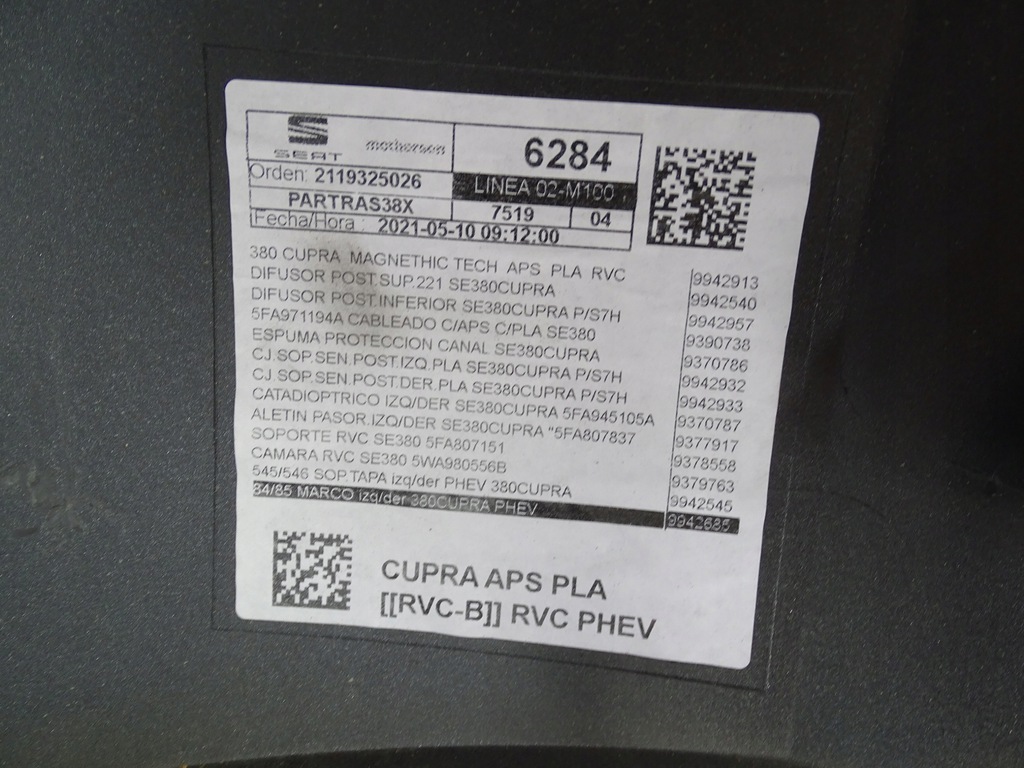 SEAT
motherson
6284
Orden: 2119325026
LINEA 02-M100
PARTRAS38X
7519
04
Fecha/Hora : 2021-05-10 09:12:00
380 CUPRA MAGNETHIC TECH APS PLA RVC 9942913
DIFUSOR POST.SUP.221 SE380CUPRA 9942540
DIFUSOR POST.INFERIOR SE380CUPRA P/S7H 9942957
5FA971194A CABLEADO C/APS C/PLA SE380 9390738
ESPUMA PROTECCION CANAL SE380CUPRA 9370786
CJ.SOP.SEN.POST.IZQ.PLA SE380CUPRA P/S7H 9942932
CJ.SOP.SEN.POST.DER.PLA SE380CUPRA P/S7H 9942933
CATADIOPTRICO IZQ/DER SE380CUPRA 5FA945105A 9370787
ALETIN PASOR.IZQ/DER SE380CUPRA "5FA807837 9377917
SOPORTE RVC SE380 5FA807151 9378558
CAMARA RVC SE380 5WA980556B 9379763
545/546 SOP.TAPA izq/der PHEV 380CUPRA 9942545
84/85 MARCO izq/der 380CUPRA PHEV 9942685
CUPRA APS PLA
[[RVC-B]] RVC PHEV